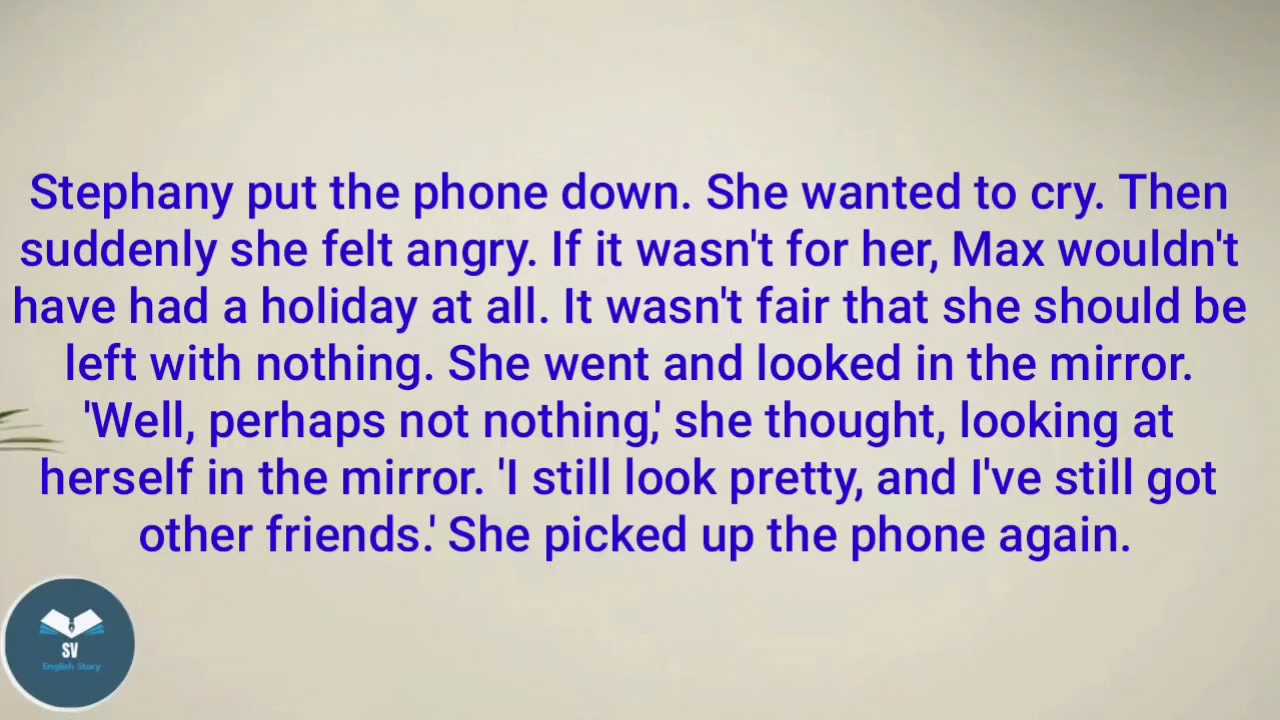 Stephany put the phone down. She wanted to cry. Then
suddenly she felt angry. If it wasn't for her, Max wouldn't
have had a holiday at all. It wasn't fair that she should be
left with nothing. She went and looked in the mirror.
'Well, perhaps not nothing,' she thought, looking at
herself in the mirror. 'I still look pretty, and I've still got
other friends.' She picked up the phone again.
SV
English Story